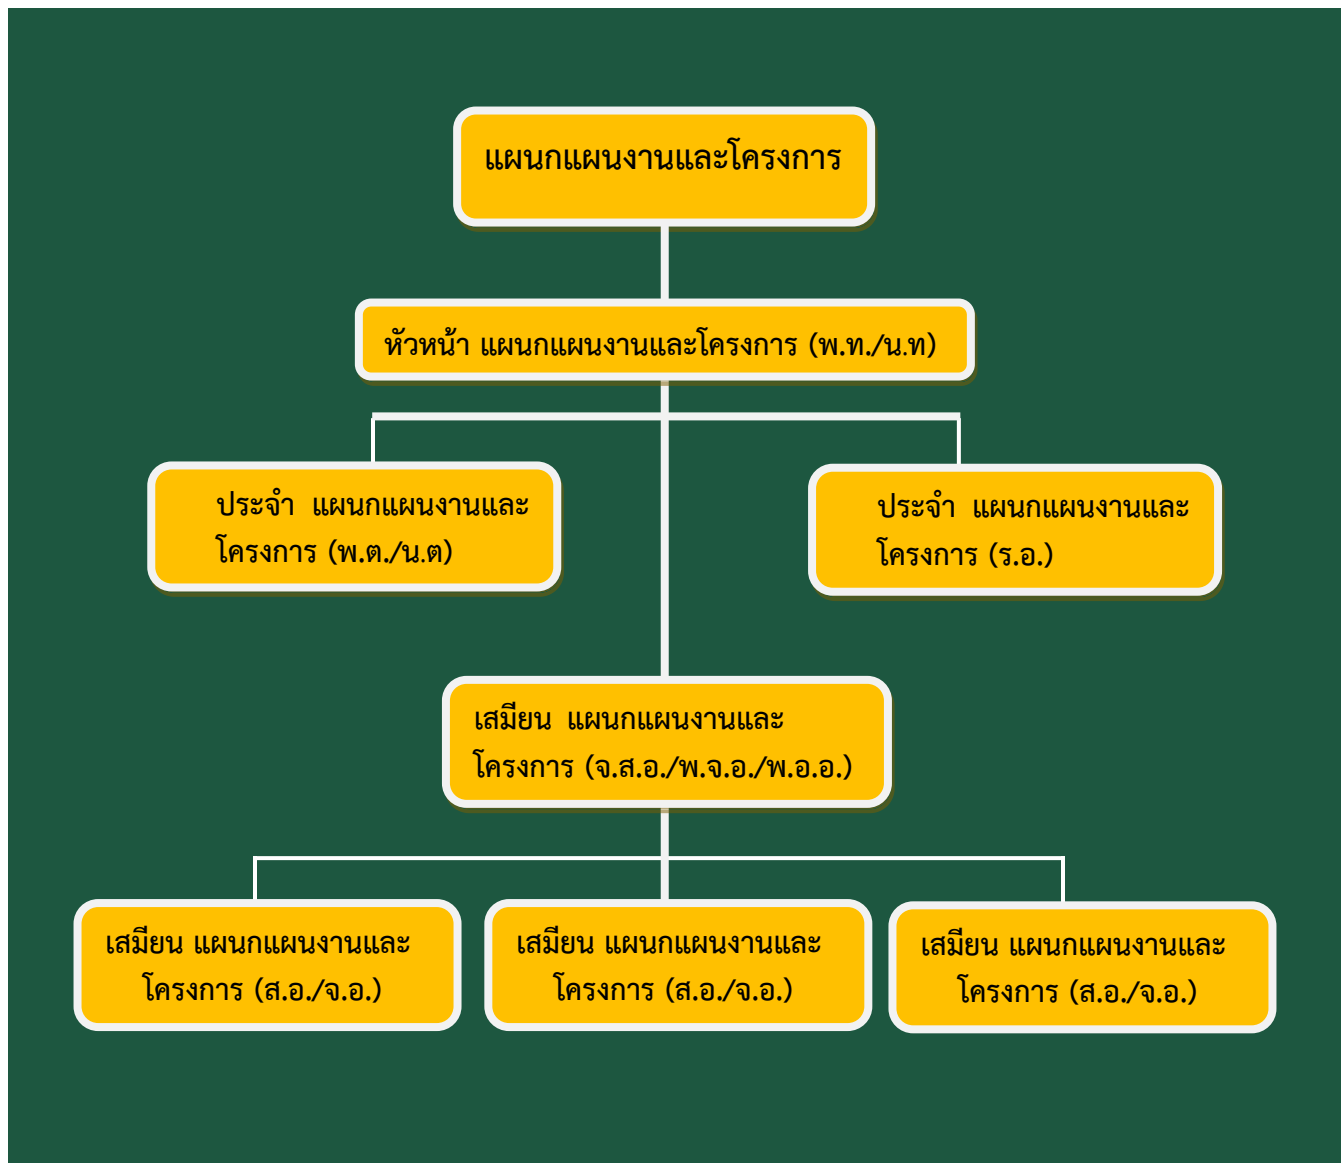 แผนกแผนงานและโครงการ
หัวหน้า แผนกแผนงานและโครงการ (พ.ท./น.ท)
ประจำ แผนกแผนงานและ
โครงการ (พ.ต./น.ต)
ประจำ แผนกแผนงานและ
โครงการ (ร.อ.)
เสมียน แผนกแผนงานและ
โครงการ (จ.ส.อ./พ.จ.อ./พ.อ.อ.)
เสมียน แผนกแผนงานและ
โครงการ (ส.อ./จ.อ.)
เสมียน แผนกแผนงานและ
โครงการ (ส.อ./จ.อ.)
เสมียน แผนกแผนงานและ
โครงการ (ส.อ./จ.อ.)